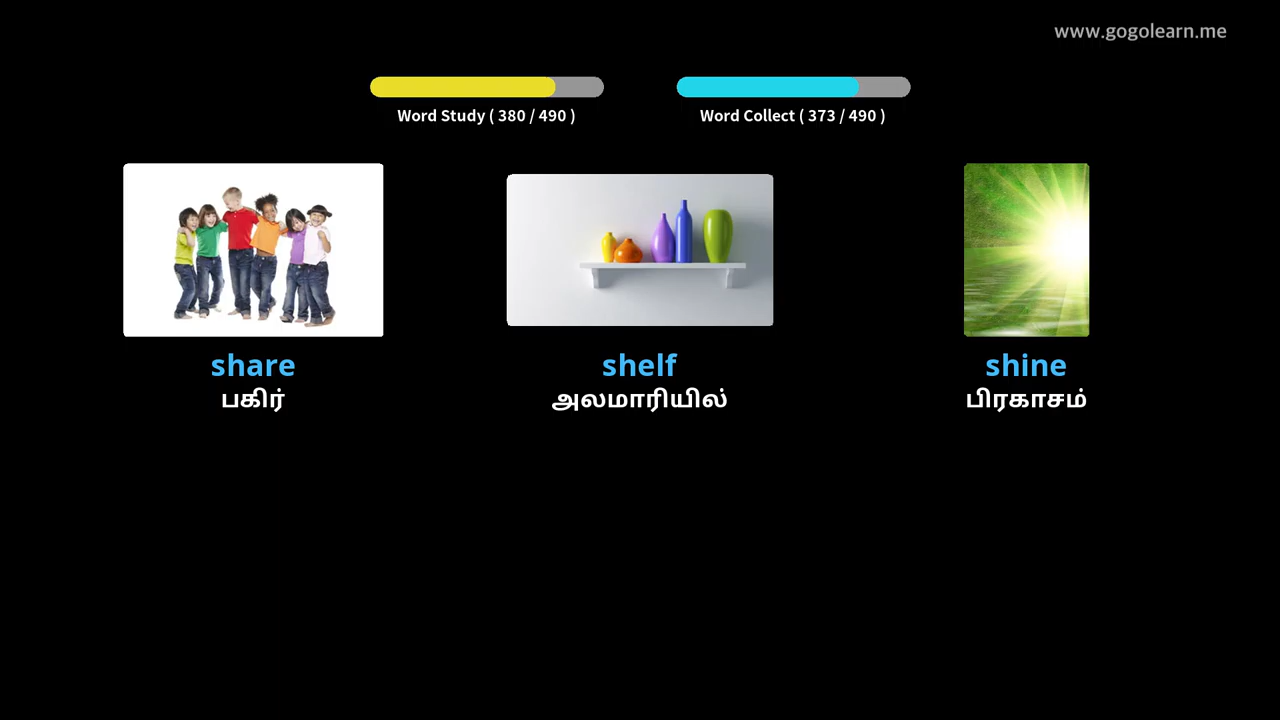 www.gogolearn.me
Word Study ( 380 / 490 )
Word Collect ( 373 / 490 )
share
பகிர்
shelf
அலமாரியில்
shine
பிரகாசம்